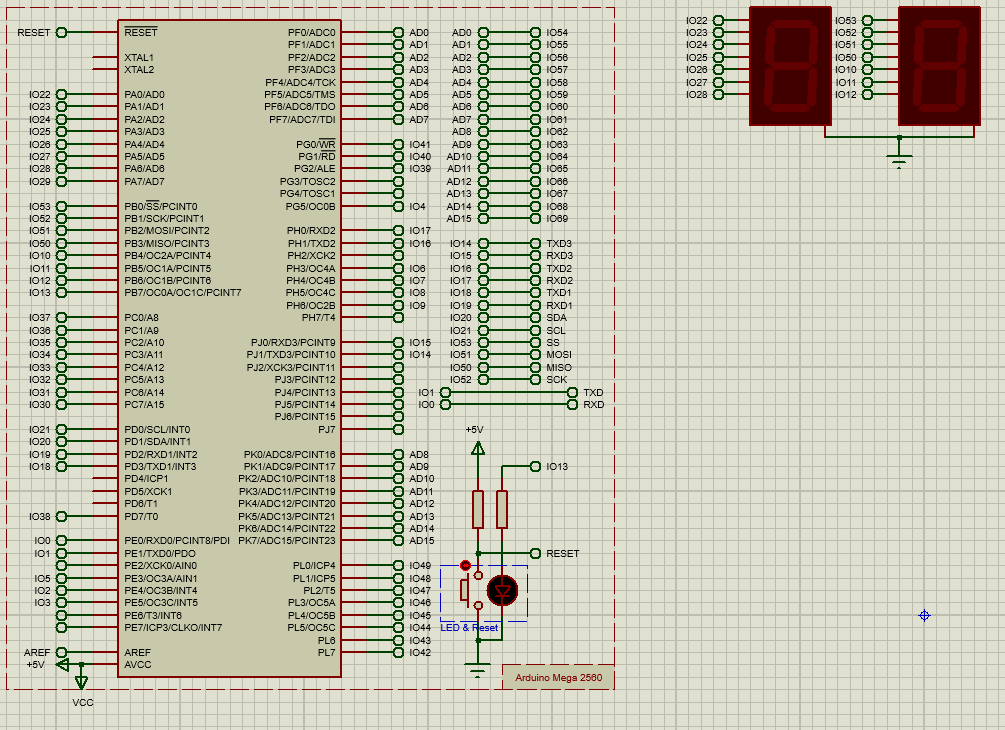 RESET
RESET
XTAL1
XTAL2
IO22 PA0/AD0
IO23 PA1/AD1
IO24 PA2/AD2
IO25 PA3/AD3
IO26 PA4/AD4
IO27 PA5/AD5
IO28 PA6/AD6
IO29 PA7/AD7
IO53 PB0/SS/PCINT0
IO52 PB1/SCK/PCINT1
IO51 PB2/MOSI/PCINT2
IO50 PB3/MISO/PCINT3
IO10 PB4/OC2A/PCINT4
IO11 PB5/OC1A/PCINT5
IO12 PB6/OC1B/PCINT6
IO13 PB7/OC0A/OC1C/PCINT7
IO37 PC0/A8
IO36 PC1/A9
IO35 PC2/A10
IO34 PC3/A11
IO33 PC4/A12
IO32 PC5/A13
IO31 PC6/A14
IO30 PC7/A15
IO21 PD0/SCL/INT0
IO20 PD1/SDA/INT1
IO19 PD2/RXD1/INT2
IO18 PD3/TXD1/INT3
PD4/ICP1
PD5/XCK1
PD6/T1
IO38 PD7/T0
IO0 PE0/RXD0/PCINT8/PDI
IO1 PE1/TXD0/PDO
PE2/XCK0/AIN0
IO5 PE3/OC3A/AIN1
IO2 PE4/OC3B/INT4
IO3 PE5/OC3C/INT5
PE6/T3/INT6
PE7/ICP3/CLKO/INT7
AREF AREF
+5V AVCC
VCC
PF0/ADC0 AD0
PF1/ADC1 AD1
PF2/ADC2 AD2
PF3/ADC3 AD3
PF4/ADC4/TCK AD4
PF5/ADC5/TMS AD5
PF6/ADC6/TDO AD6
PF7/ADC7/TDI AD7
PG0/WR IO41
PG1/RD IO40
PG2/ALE IO39
PG3/TOSC2
PG4/TOSC1
PG5/OC0B IO4
PH0/RXD2 IO17
PH1/TXD2 IO16
PH2/XCK2
PH3/OC4A IO6
PH4/OC4B IO7
PH5/OC4C IO8
PH6/OC2B IO9
PH7/T4
PJ0/RXD3/PCINT9 IO15
PJ1/TXD3/PCINT10 IO14
PJ2/XCK3/PCINT11
PJ3/PCINT12
PJ4/PCINT13
PJ5/PCINT14
PJ6/PCINT15
PJ7
PK0/ADC8/PCINT16 AD8
PK1/ADC9/PCINT17 AD9
PK2/ADC10/PCINT18 AD10
PK3/ADC11/PCINT19 AD11
PK4/ADC12/PCINT20 AD12
PK5/ADC13/PCINT21 AD13
PK6/ADC14/PCINT22 AD14
PK7/ADC15/PCINT23 AD15
PL0/ICP4 IO49
PL1/ICP5 IO48
PL2/T5 IO47
PL3/OC5A IO46
PL4/OC5B IO45
PL5/OC5C IO44
PL6 IO43
PL7 IO42
AD0 IO54
AD1 IO55
AD2 IO56
AD3 IO57
AD4 IO58
AD5 IO59
AD6 IO60
AD7 IO61
AD8 IO62
AD9 IO63
AD10 IO64
AD11 IO65
AD12 IO66
AD13 IO67
AD14 IO68
AD15 IO69
IO14 TXD3
IO15 RXD3
IO16 TXD2
IO17 RXD2
IO18 TXD1
IO19 RXD1
IO20 SDA
IO21 SCL
IO53 SS
IO51 MOSI
IO50 MISO
IO52 SCK
IO1 TXD
IO0 RXD
+5V
IO13
RESET
LED & Reset
Arduino Mega 2560
IO22
IO23
IO24
IO25
IO26
IO27
IO28
IO53
IO52
IO51
IO50
IO10
IO11
IO12